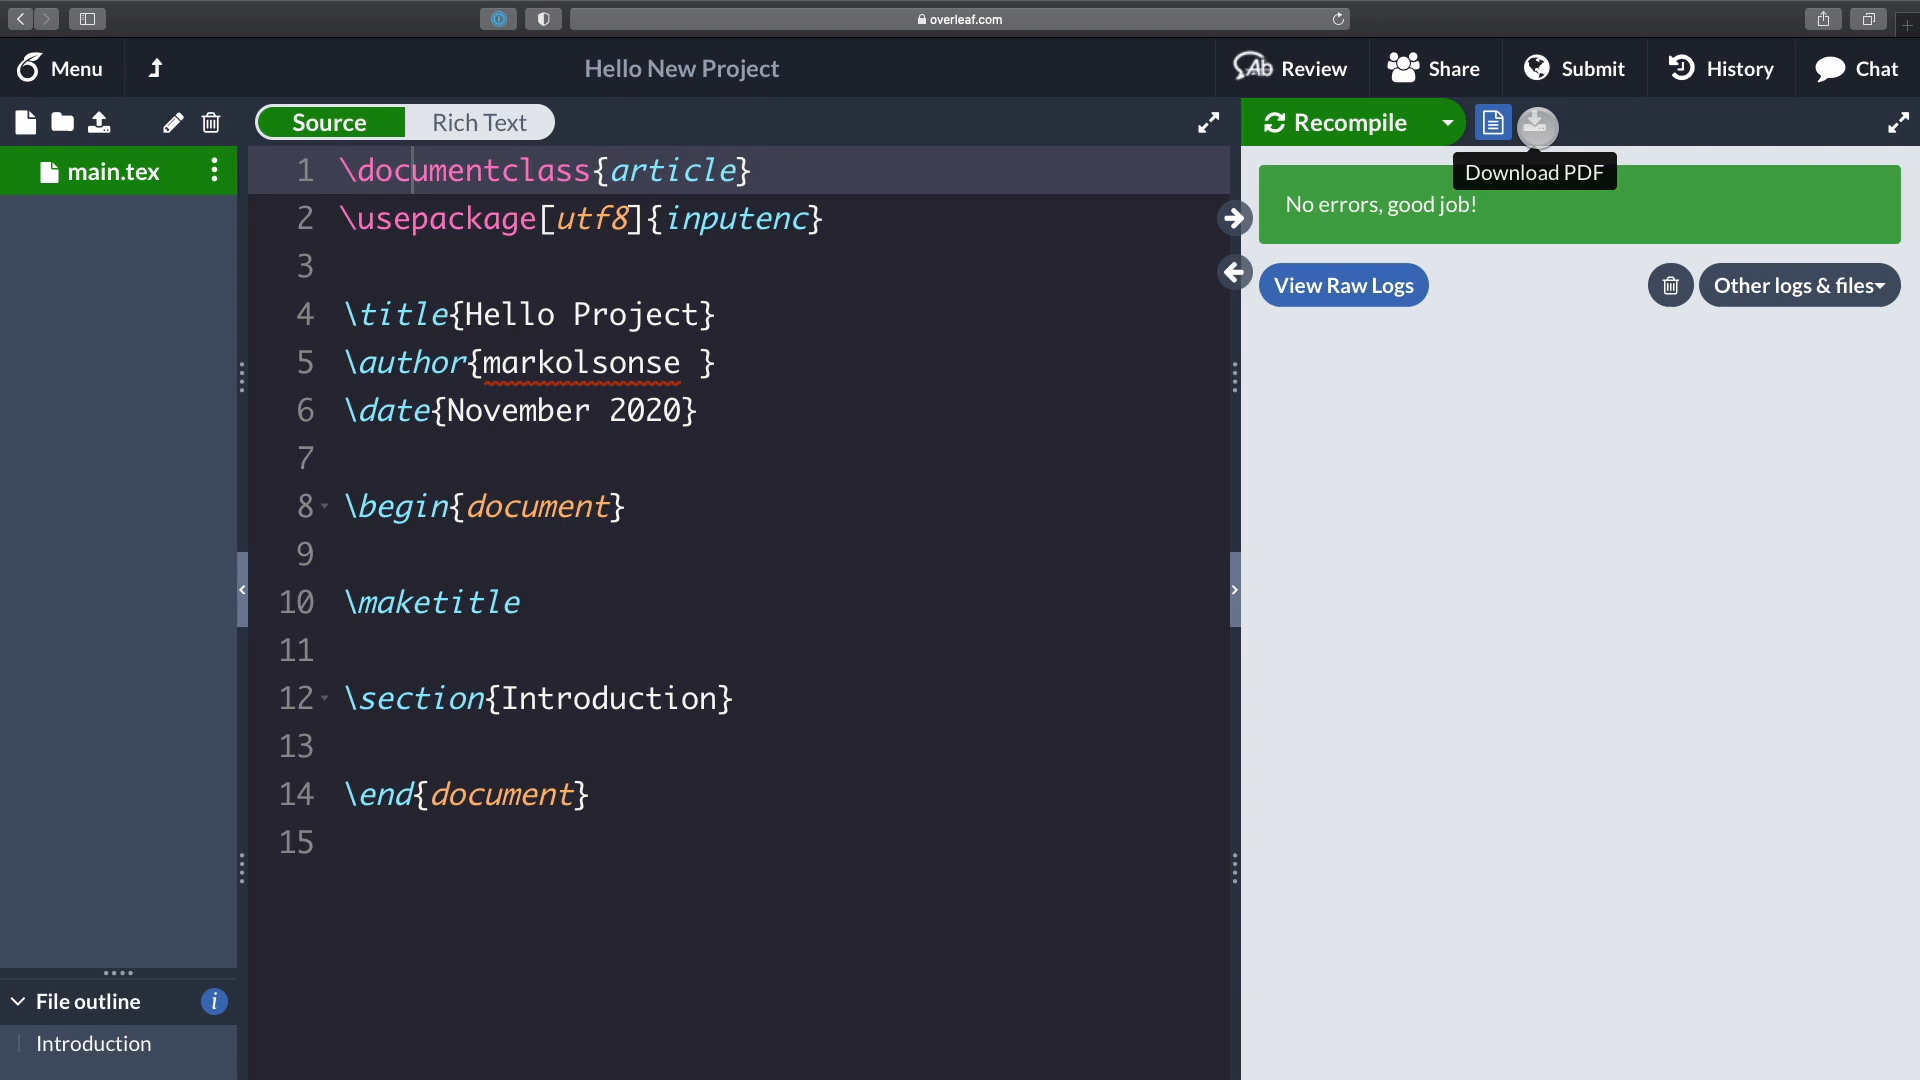 overleaf.com
Menu
Hello New Project
Review
Share
Submit
History
Chat
Source
Rich Text
Recompile
Download PDF
main.tex
1 \documentclass{article}
2 \usepackage[utf8]{inputenc}
3
4 \title{Hello Project}
5 \author{markolsonse }
6 \date{November 2020}
7
8 \begin{document}
9
10 \maketitle
11
12 \section{Introduction}
13
14 \end{document}
15
No errors, good job!
View Raw Logs
Other logs & files
File outline
i
Introduction